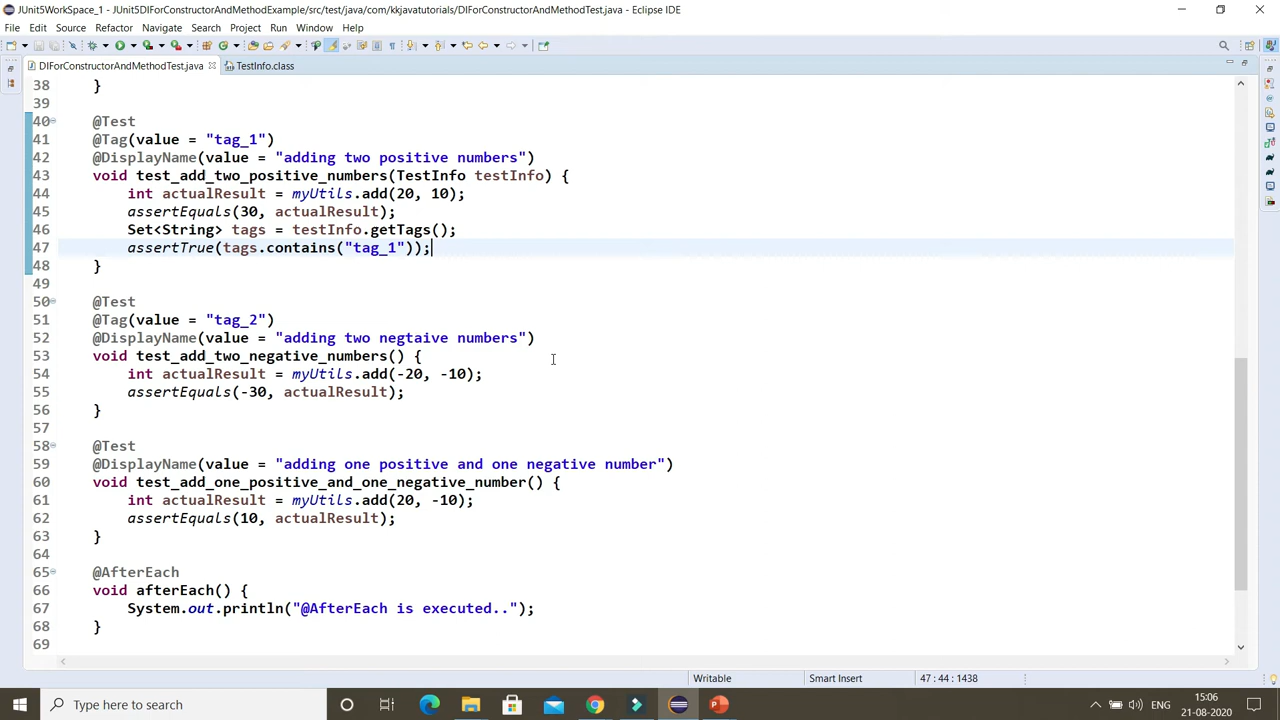 JUnit5WorkSpace_1 - JUnit5DIForConstructorAndMethodExample/src/test/java/com/kkjavatutorials/DIForConstructorAndMethodTest.java - Eclipse IDE
File Edit Source Refactor Navigate Search Project Run Window Help
DIForConstructorAndMethodTest.java TestInfo.class
38 }
39
40 @Test
41 @Tag(value = "tag_1")
42 @DisplayName(value = "adding two positive numbers")
43 void test_add_two_positive_numbers(TestInfo testInfo) {
44 int actualResult = myUtils.add(20, 10);
45 assertEquals(30, actualResult);
46 Set<String> tags = testInfo.getTags();
47 assertTrue(tags.contains("tag_1"));
48 }
49
50 @Test
51 @Tag(value = "tag_2")
52 @DisplayName(value = "adding two negtaive numbers")
53 void test_add_two_negative_numbers() {
54 int actualResult = myUtils.add(-20, -10);
55 assertEquals(-30, actualResult);
56 }
57
58 @Test
59 @DisplayName(value = "adding one positive and one negative number")
60 void test_add_one_positive_and_one_negative_number() {
61 int actualResult = myUtils.add(20, -10);
62 assertEquals(10, actualResult);
63 }
64
65 @AfterEach
66 void afterEach() {
67 System.out.println("@AfterEach is executed..");
68 }
69
Writable Smart Insert 47 : 44 : 1438
Type here to search
ENG
15:06
21-08-2020